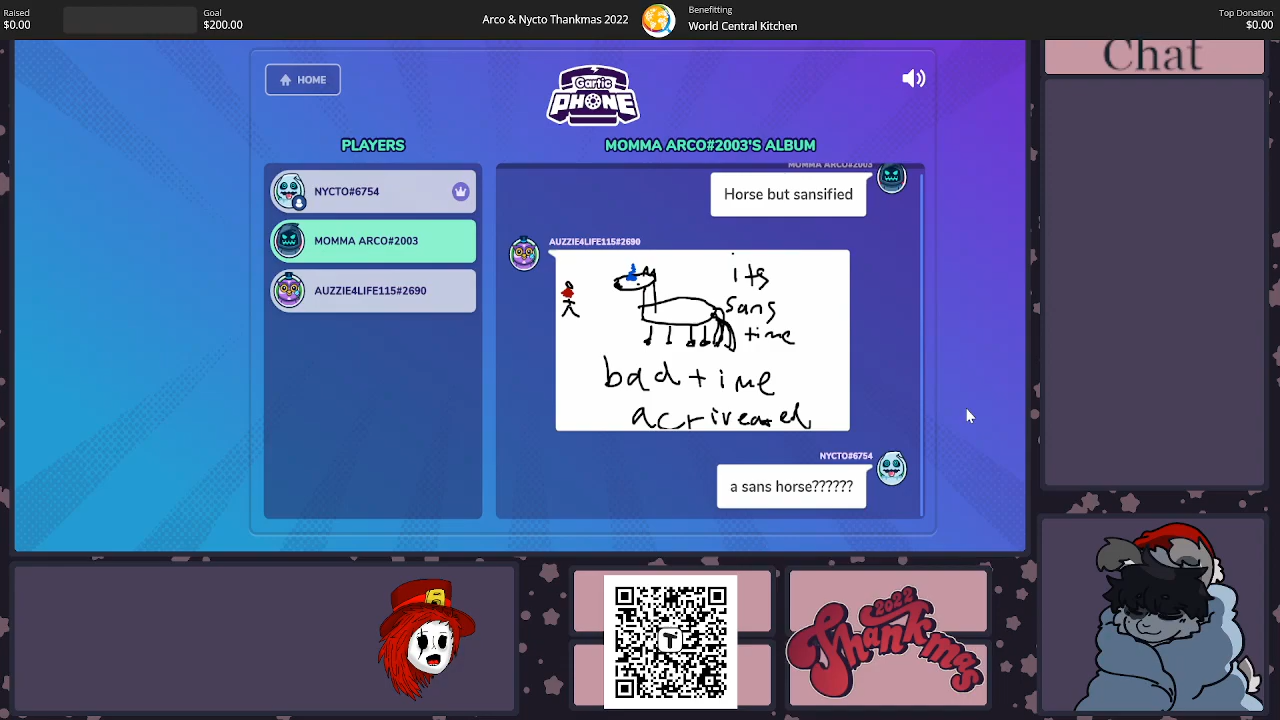 Raised
$0.00
Goal
$200.00
Arco & Nycto Thankmas 2022
Benefitting
World Central Kitchen
Top Donation
$0.00
Chat
HOME
Gartic
PHONE
PLAYERS
NYCTO#6754
MOMMA ARCO#2003
AUZZIE4LIFE115#2690
MOMMA ARCO#2003'S ALBUM
MOMMA ARCO#2003
Horse but sansified
AUZZIE4LIFE115#2690
its
sans
time
bad time
NYCTO#6754
a sans horse??????
T
2022
Thankmas